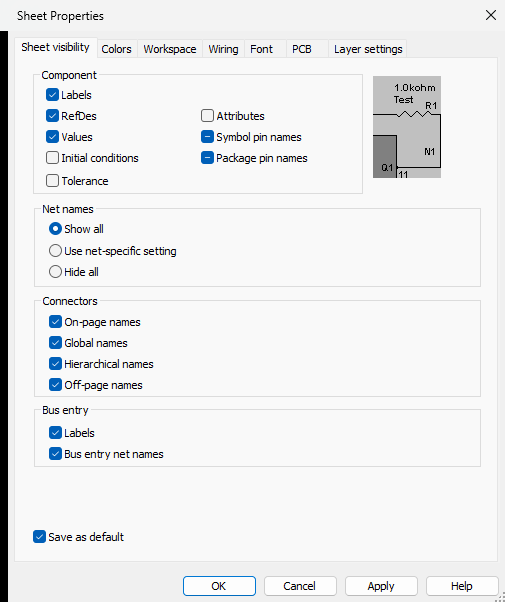 Sheet Properties
Sheet visibility Colors Workspace Wiring Font PCB Layer settings
Component
Labels
RefDes
Values
Initial conditions
Tolerance
Attributes
Symbol pin names
Package pin names
1.0kohm
Test
R1
N1
Q1
11
Net names
Show all
Use net-specific setting
Hide all
Connectors
On-page names
Global names
Hierarchical names
Off-page names
Bus entry
Labels
Bus entry net names
Save as default
OK Cancel Apply Help